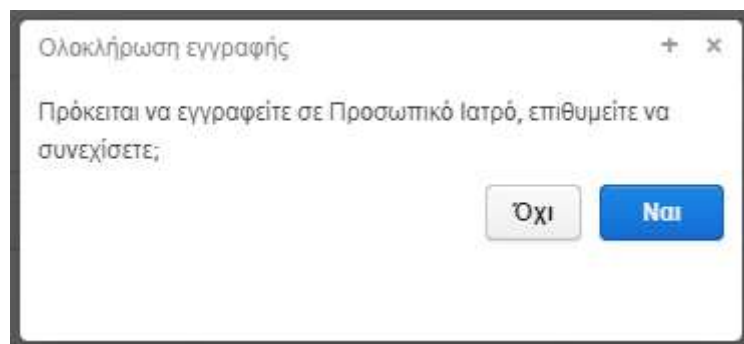 Ολοκλήρωση εγγραφής + ×
Πρόκειται να εγγραφείτε σε Προσωπικό Ιατρό, επιθυμείτε να
συνεχίσετε;
Όχι Ναι